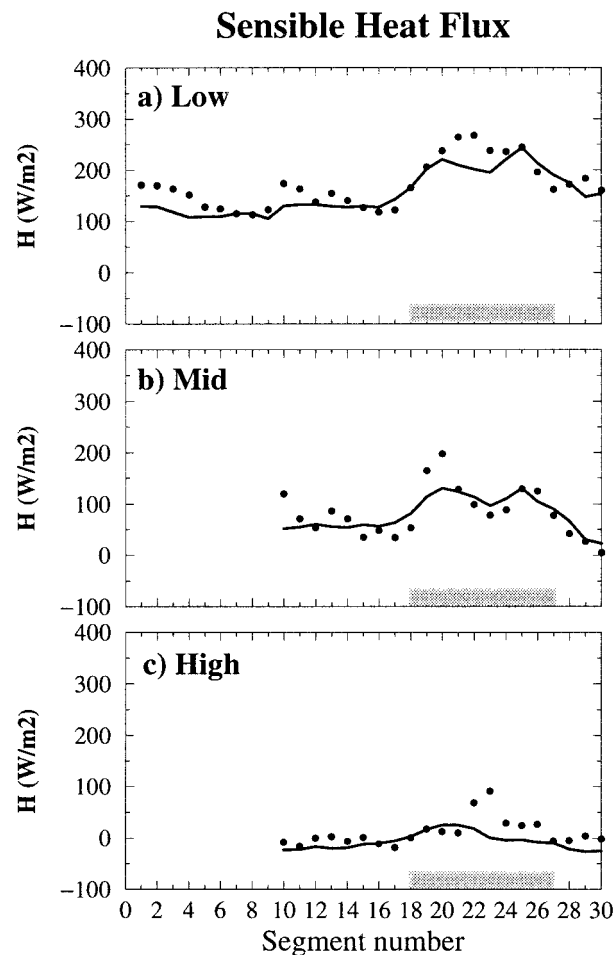 Sensible Heat Flux
a) Low
H (W/m2)
400
300
200
100
0
−100
b) Mid
H (W/m2)
400
300
200
100
0
−100
c) High
H (W/m2)
400
300
200
100
0
−100
0 2 4 6 8 10 12 14 16 18 20 22 24 26 28 30
Segment number